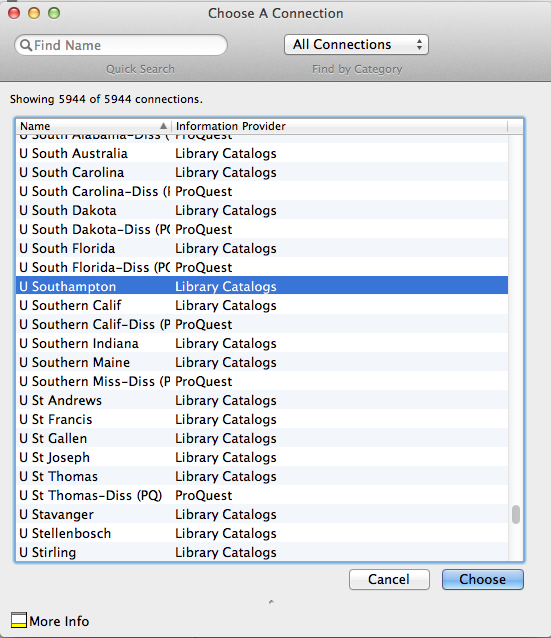 Choose A Connection
Find Name
All Connections
Quick Search
Find by Category
Showing 5944 of 5944 connections.
Name Information Provider
U South Alabama-Diss ( ProQuest
U South Australia Library Catalogs
U South Carolina Library Catalogs
U South Carolina-Diss (F ProQuest
U South Dakota Library Catalogs
U South Dakota-Diss (PQ ProQuest
U South Florida Library Catalogs
U South Florida-Diss (PQ ProQuest
U Southampton Library Catalogs
U Southern Calif Library Catalogs
U Southern Calif-Diss (P ProQuest
U Southern Indiana Library Catalogs
U Southern Maine Library Catalogs
U Southern Miss-Diss (P ProQuest
U St Andrews Library Catalogs
U St Francis Library Catalogs
U St Gallen Library Catalogs
U St Joseph Library Catalogs
U St Thomas Library Catalogs
U St Thomas-Diss (PQ) ProQuest
U Stavanger Library Catalogs
U Stellenbosch Library Catalogs
U Stirling Library Catalogs
Cancel
Choose
More Info